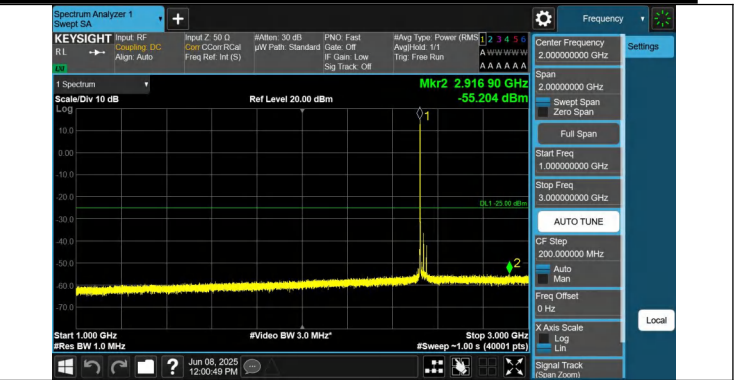 Spectrum Analyzer 1
Swept SA
+
Frequency
KEYSIGHT
RL
LXI
Input: RF
Coupling: DC
Align: Auto
Input Z: 50 Ω
Corr CCorr RCal
Freq Ref: Int (S)
#Atten: 30 dB
µW Path: Standard
PNO: Fast
Gate: Off
IF Gain: Low
Sig Track: Off
#Avg Type: Power (RMS
Avg|Hold: 1/1
Trig: Free Run
1 2 3 4 5 6
A W W W W W
A A A A A A
1 Spectrum
Scale/Div 10 dB
Log
Ref Level 20.00 dBm
Mkr2 2.916 90 GHz
-55.204 dBm
1
10.0
0.00
-10.0
-20.0
DL1 -25.00 dBm
-30.0
-40.0
-50.0
2
-60.0
-70.0
Start 1.000 GHz
#Res BW 1.0 MHz
#Video BW 3.0 MHz*
Stop 3.000 GHz
#Sweep ~1.00 s (40001 pts)
Center Frequency
2.000000000 GHz
Settings
Span
2.00000000 GHz
Swept Span
Zero Span
Full Span
Start Freq
1.000000000 GHz
Stop Freq
3.000000000 GHz
AUTO TUNE
CF Step
200.000000 MHz
Auto
Man
Freq Offset
0 Hz
X Axis Scale
Log
Lin
Local
Signal Track
(Span Zoom)
?
Jun 08, 2025
12:00:49 PM